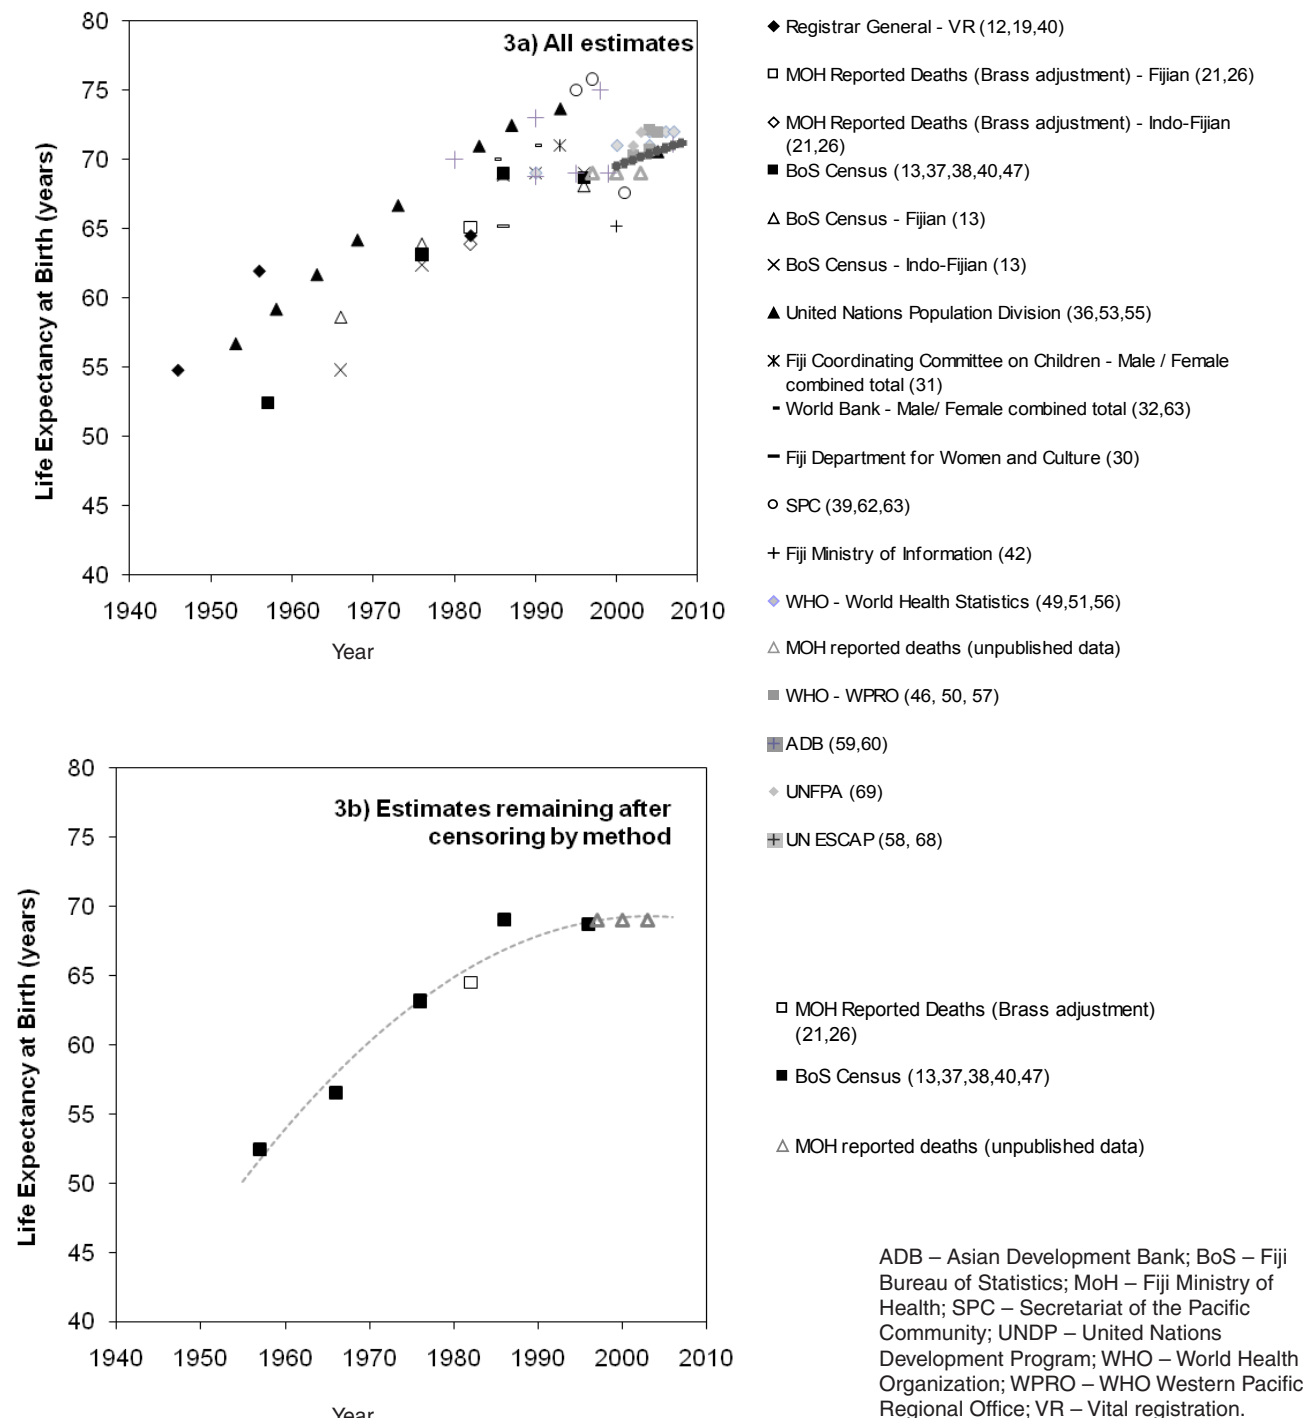 3a) All estimates
Life Expectancy at Birth (years)
80
75
70
65
60
55
50
45
40
1940 1950 1960 1970 1980 1990 2000 2010
Year
Registrar General - VR (12,19,40)
MOH Reported Deaths (Brass adjustment) - Fijian (21,26)
MOH Reported Deaths (Brass adjustment) - Indo-Fijian
(21,26)
BoS Census (13,37,38,40,47)
BoS Census - Fijian (13)
BoS Census - Indo-Fijian (13)
United Nations Population Division (36,53,55)
Fiji Coordinating Committee on Children - Male / Female
combined total (31)
World Bank - Male/ Female combined total (32,63)
Fiji Department for Women and Culture (30)
SPC (39,62,63)
Fiji Ministry of Information (42)
WHO - World Health Statistics (49,51,56)
MOH reported deaths (unpublished data)
WHO - WPRO (46, 50, 57)
ADB (59,60)
UNFPA (69)
UN ESCAP (58, 68)
3b) Estimates remaining after
censoring by method
Life Expectancy at Birth (years)
80
75
70
65
60
55
50
45
40
1940 1950 1960 1970 1980 1990 2000 2010
Year
MOH Reported Deaths (Brass adjustment)
(21,26)
BoS Census (13,37,38,40,47)
MOH reported deaths (unpublished data)
ADB – Asian Development Bank; BoS – Fiji
Bureau of Statistics; MoH – Fiji Ministry of
Health; SPC – Secretariat of the Pacific
Community; UNDP – United Nations
Development Program; WHO – World Health
Organization; WPRO – WHO Western Pacific
Regional Office; VR – Vital registration.